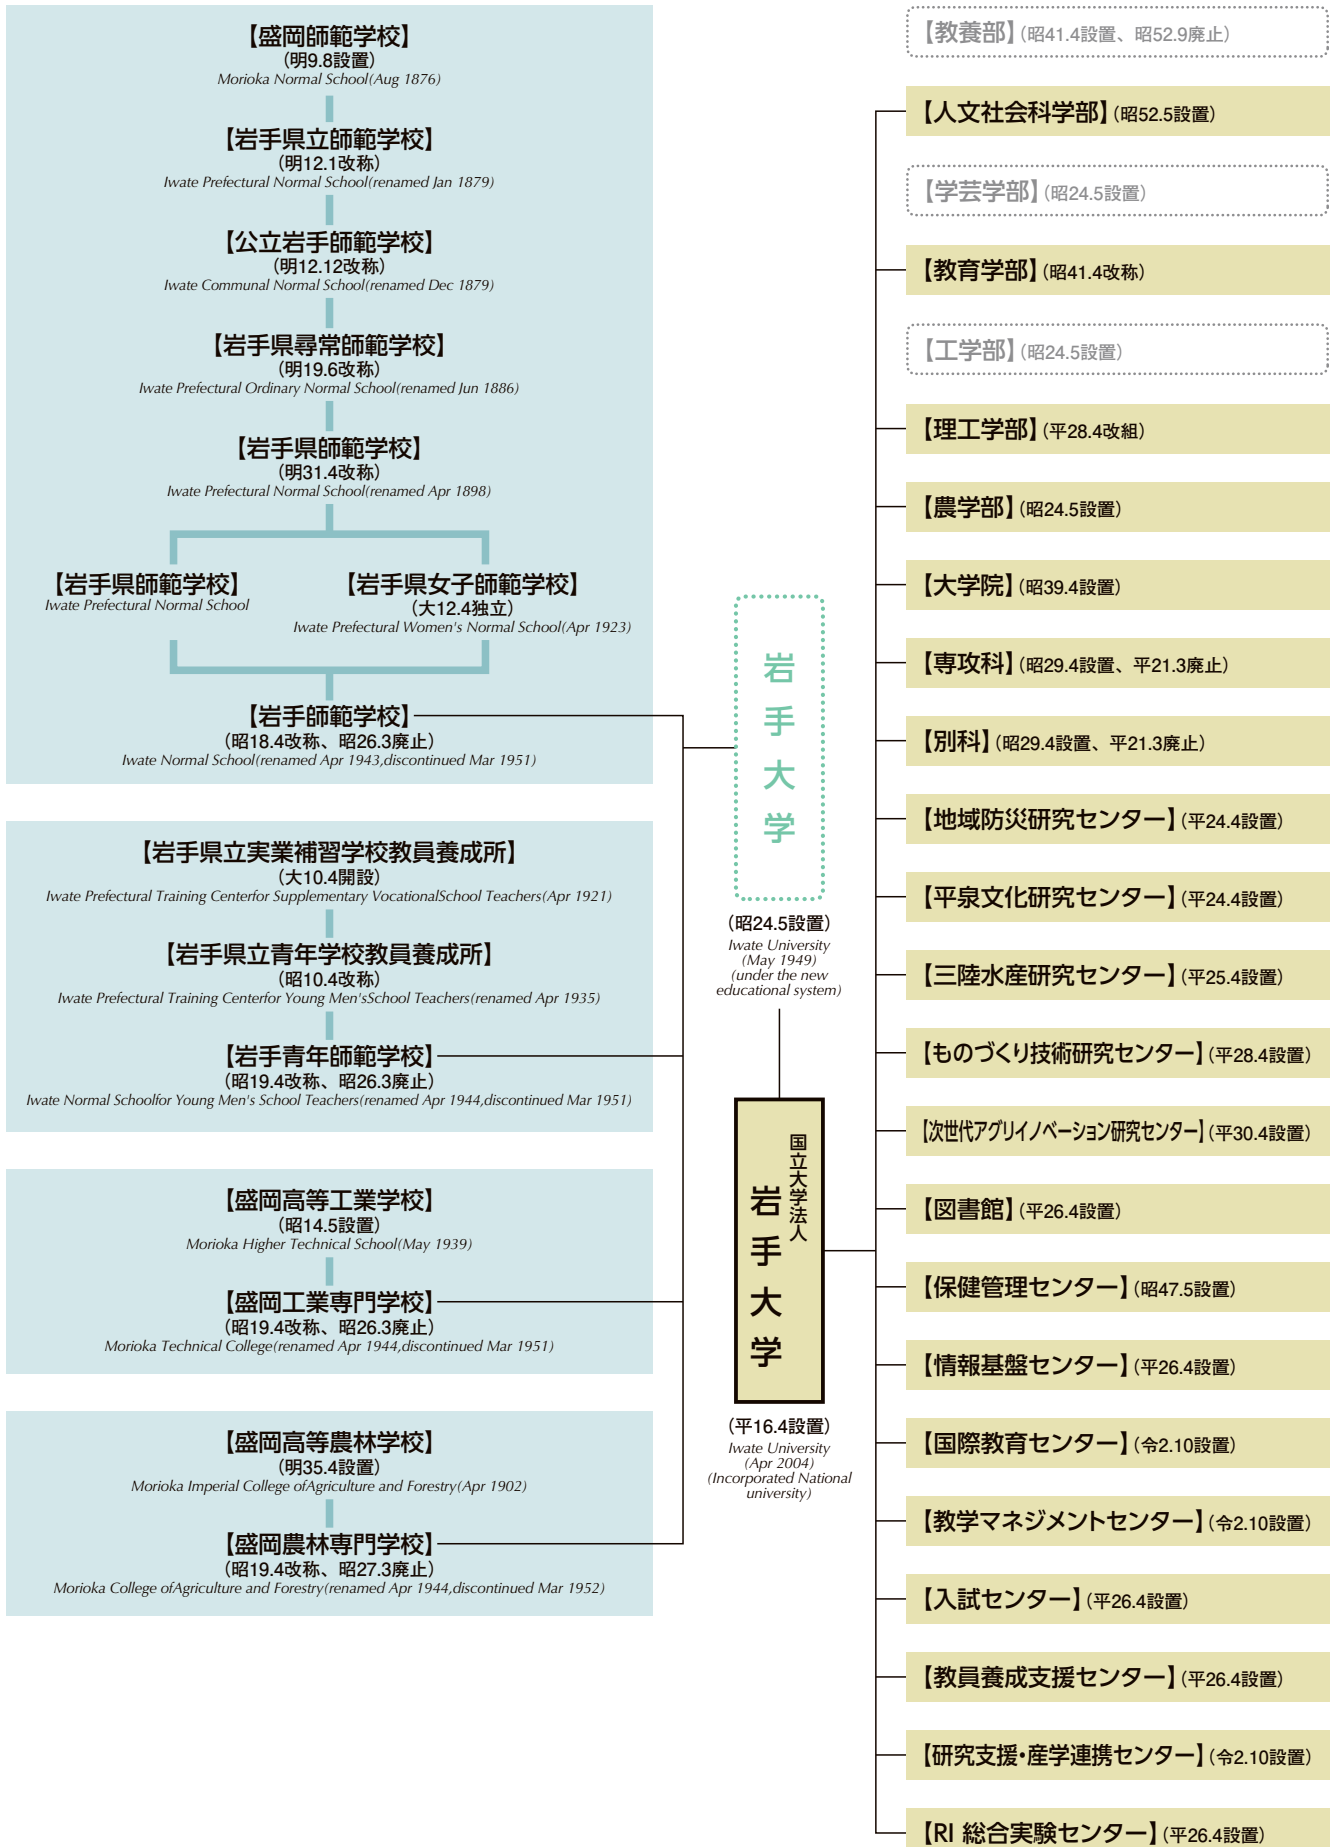 【盛岡師範学校】
（明9.8設置）
Morioka Normal School(Aug 1876)
【岩手県立師範学校】
（明12.1改称）
Iwate Prefectural Normal School(renamed Jan 1879)
【公立岩手師範学校】
（明12.12改称）
Iwate Communal Normal School(renamed Dec 1879)
【岩手県尋常師範学校】
（明19.6改称）
Iwate Prefectural Ordinary Normal School(renamed Jun 1886)
【岩手県師範学校】
（明31.4改称）
Iwate Prefectural Normal School(renamed Apr 1898)
【岩手県師範学校】
Iwate Prefectural Normal School
【岩手県女子師範学校】
（大12.4独立）
Iwate Prefectural Women's Normal School(Apr 1923)
【岩手師範学校】
（昭18.4改称、昭26.3廃止）
Iwate Normal School(renamed Apr 1943,discontinued Mar 1951)
【岩手県立実業補習学校教員養成所】
（大10.4開設）
Iwate Prefectural Training Centerfor Supplementary VocationalSchool Teachers(Apr 1921)
【岩手県立青年学校教員養成所】
（昭10.4改称）
Iwate Prefectural Training Centerfor Young Men'sSchool Teachers(renamed Apr 1935)
【岩手青年師範学校】
（昭19.4改称、昭26.3廃止）
Iwate Normal Schoolfor Young Men's School Teachers(renamed Apr 1944,discontinued Mar 1951)
【盛岡高等工業学校】
（昭14.5設置）
Morioka Higher Technical School(May 1939)
【盛岡工業専門学校】
（昭19.4改称、昭26.3廃止）
Morioka Technical College(renamed Apr 1944,discontinued Mar 1951)
【盛岡高等農林学校】
（明35.4設置）
Morioka Imperial College ofAgriculture and Forestry(Apr 1902)
【盛岡農林専門学校】
（昭19.4改称、昭27.3廃止）
Morioka College ofAgriculture and Forestry(renamed Apr 1944,discontinued Mar 1952)
岩手大学
（昭24.5設置）
Iwate University
(May 1949)
(under the new
educational system)
国立大学法人
岩手大学
（平16.4設置）
Iwate University
(Apr 2004)
(Incorporated National
university)
【教養部】（昭41.4設置、昭52.9廃止）
【人文社会科学部】（昭52.5設置）
【学芸学部】（昭24.5設置）
【教育学部】（昭41.4改称）
【工学部】（昭24.5設置）
【理工学部】（平28.4改組）
【農学部】（昭24.5設置）
【大学院】（昭39.4設置）
【専攻科】（昭29.4設置、平21.3廃止）
【別科】（昭29.4設置、平21.3廃止）
【地域防災研究センター】（平24.4設置）
【平泉文化研究センター】（平24.4設置）
【三陸水産研究センター】（平25.4設置）
【ものづくり技術研究センター】（平28.4設置）
【次世代アグリイノベーション研究センター】（平30.4設置）
【図書館】（平26.4設置）
【保健管理センター】（昭47.5設置）
【情報基盤センター】（平26.4設置）
【国際教育センター】（令2.10設置）
【教学マネジメントセンター】（令2.10設置）
【入試センター】（平26.4設置）
【教員養成支援センター】（平26.4設置）
【研究支援・産学連携センター】（令2.10設置）
【RI 総合実験センター】（平26.4設置）